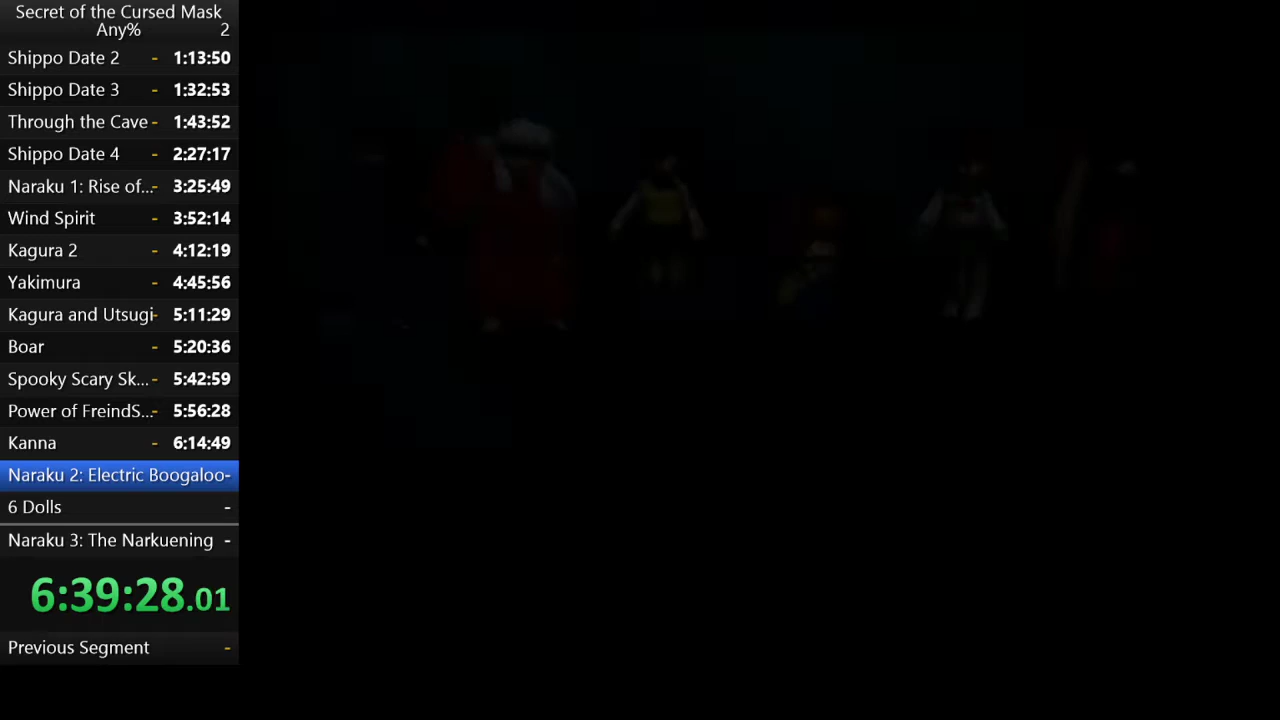 Secret of the Cursed Mask
Any% 2
Shippo Date 2 - 1:13:50
Shippo Date 3 - 1:32:53
Through the Cave - 1:43:52
Shippo Date 4 - 2:27:17
Naraku 1: Rise of... - 3:25:49
Wind Spirit - 3:52:14
Kagura 2 - 4:12:19
Yakimura - 4:45:56
Kagura and Utsugi - 5:11:29
Boar - 5:20:36
Spooky Scary Sk... - 5:42:59
Power of FreindS... - 5:56:28
Kanna - 6:14:49
Naraku 2: Electric Boogaloo -
6 Dolls -
Naraku 3: The Narkuening -
6:39:28.01
Previous Segment -